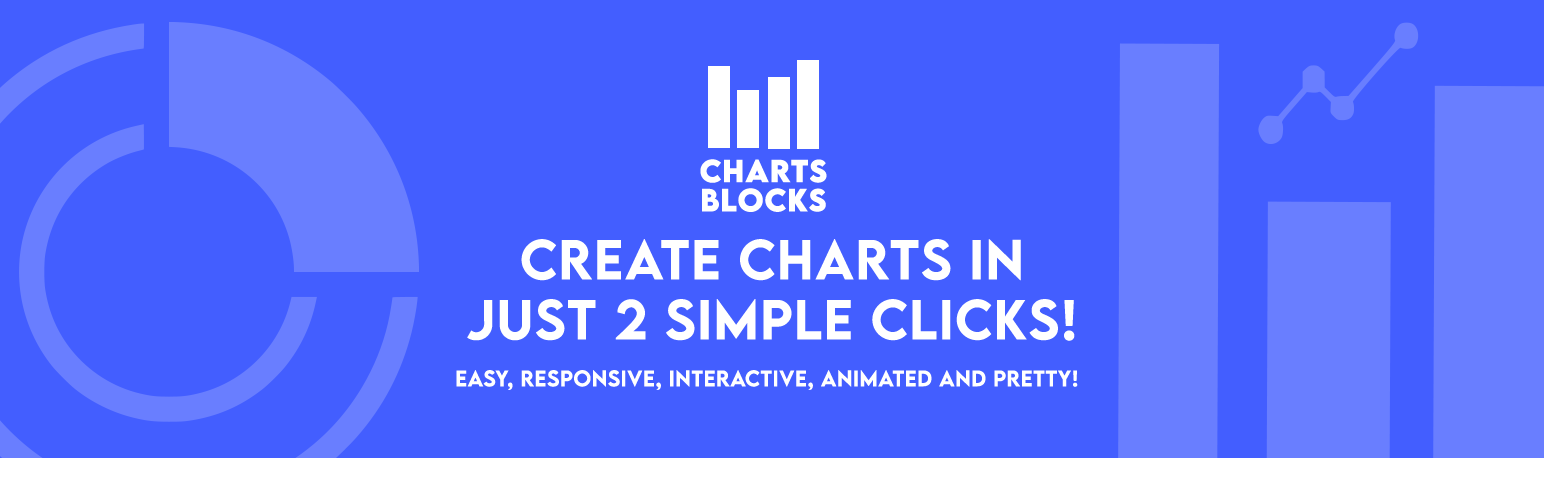 CHARTS
BLOCKS
CREATE CHARTS IN
JUST 2 SIMPLE CLICKS!
EASY, RESPONSIVE, INTERACTIVE, ANIMATED AND PRETTY!